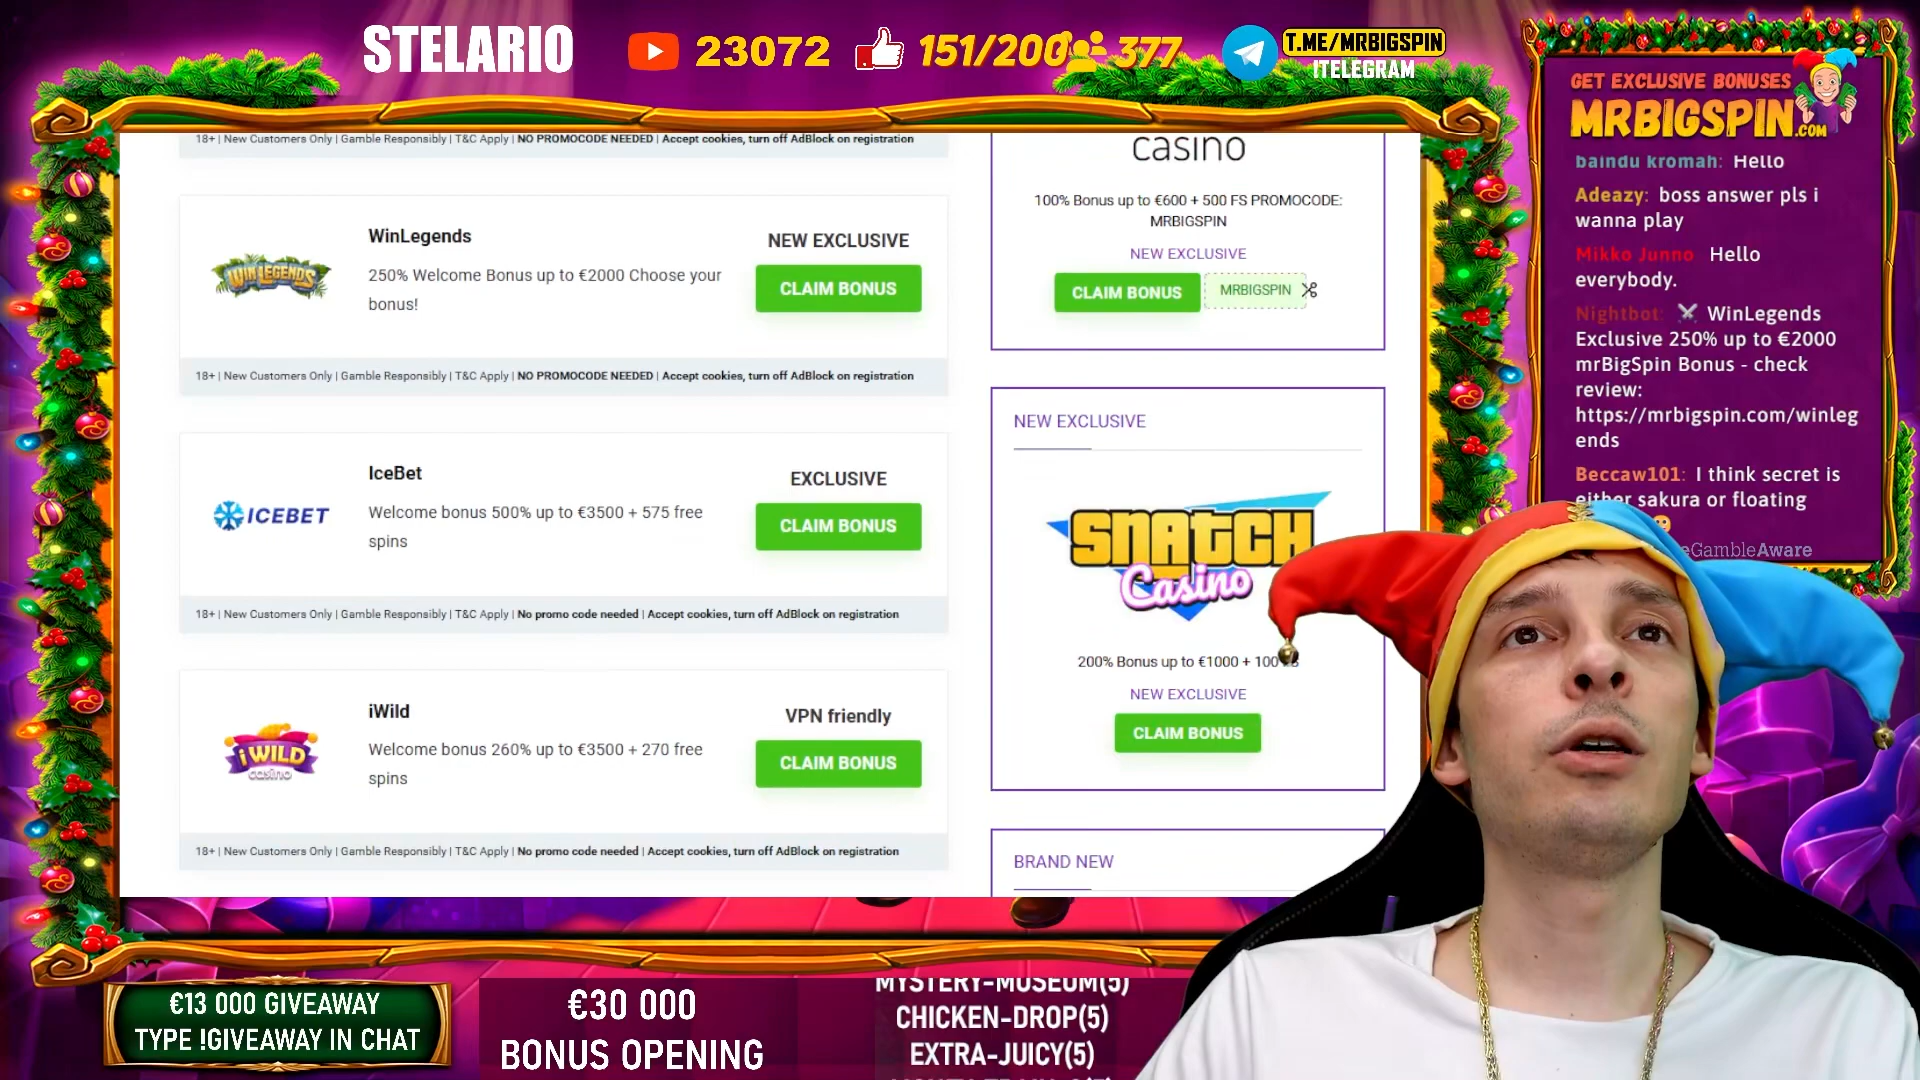 STELARIO
23072
151/200
377
T.ME/MRBIGSPIN
!TELEGRAM
GET EXCLUSIVE BONUSES
MRBIGSPIN.COM
18+ | New Customers Only | Gamble Responsibly | T&C Apply | NO PROMOCODE NEEDED | Accept cookies, turn off AdBlock on registration
WINLEGENDS
WinLegends
250% Welcome Bonus up to €2000 Choose your
bonus!
NEW EXCLUSIVE
CLAIM BONUS
18+ | New Customers Only | Gamble Responsibly | T&C Apply | NO PROMOCODE NEEDED | Accept cookies, turn off AdBlock on registration
ICEBET
IceBet
Welcome bonus 500% up to €3500 + 575 free
spins
EXCLUSIVE
CLAIM BONUS
18+ | New Customers Only | Gamble Responsibly | T&C Apply | No promo code needed | Accept cookies, turn off AdBlock on registration
iWILD
casino
iWild
Welcome bonus 260% up to €3500 + 270 free
spins
VPN friendly
CLAIM BONUS
18+ | New Customers Only | Gamble Responsibly | T&C Apply | No promo code needed | Accept cookies, turn off AdBlock on registration
casino
100% Bonus up to €600 + 500 FS PROMOCODE:
MRBIGSPIN
NEW EXCLUSIVE
CLAIM BONUS
MRBIGSPIN
NEW EXCLUSIVE
SNATCH
Casino
200% Bonus up to €1000 + 100
NEW EXCLUSIVE
CLAIM BONUS
BRAND NEW
baindu kromah: Hello
Adeazy: boss answer pls i
wanna play
Mikko Junno Hello
everybody.
Nightbot: WinLegends
Exclusive 250% up to €2000
mrBigSpin Bonus - check
review:
https://mrbigspin.com/winleg
ends
Beccaw101: I think secret is
either sakura or floating
GambleAware
€13 000 GIVEAWAY
TYPE !GIVEAWAY IN CHAT
€30 000
BONUS OPENING
MYSTERY-MUSEUM(5)
CHICKEN-DROP(5)
EXTRA-JUICY(5)